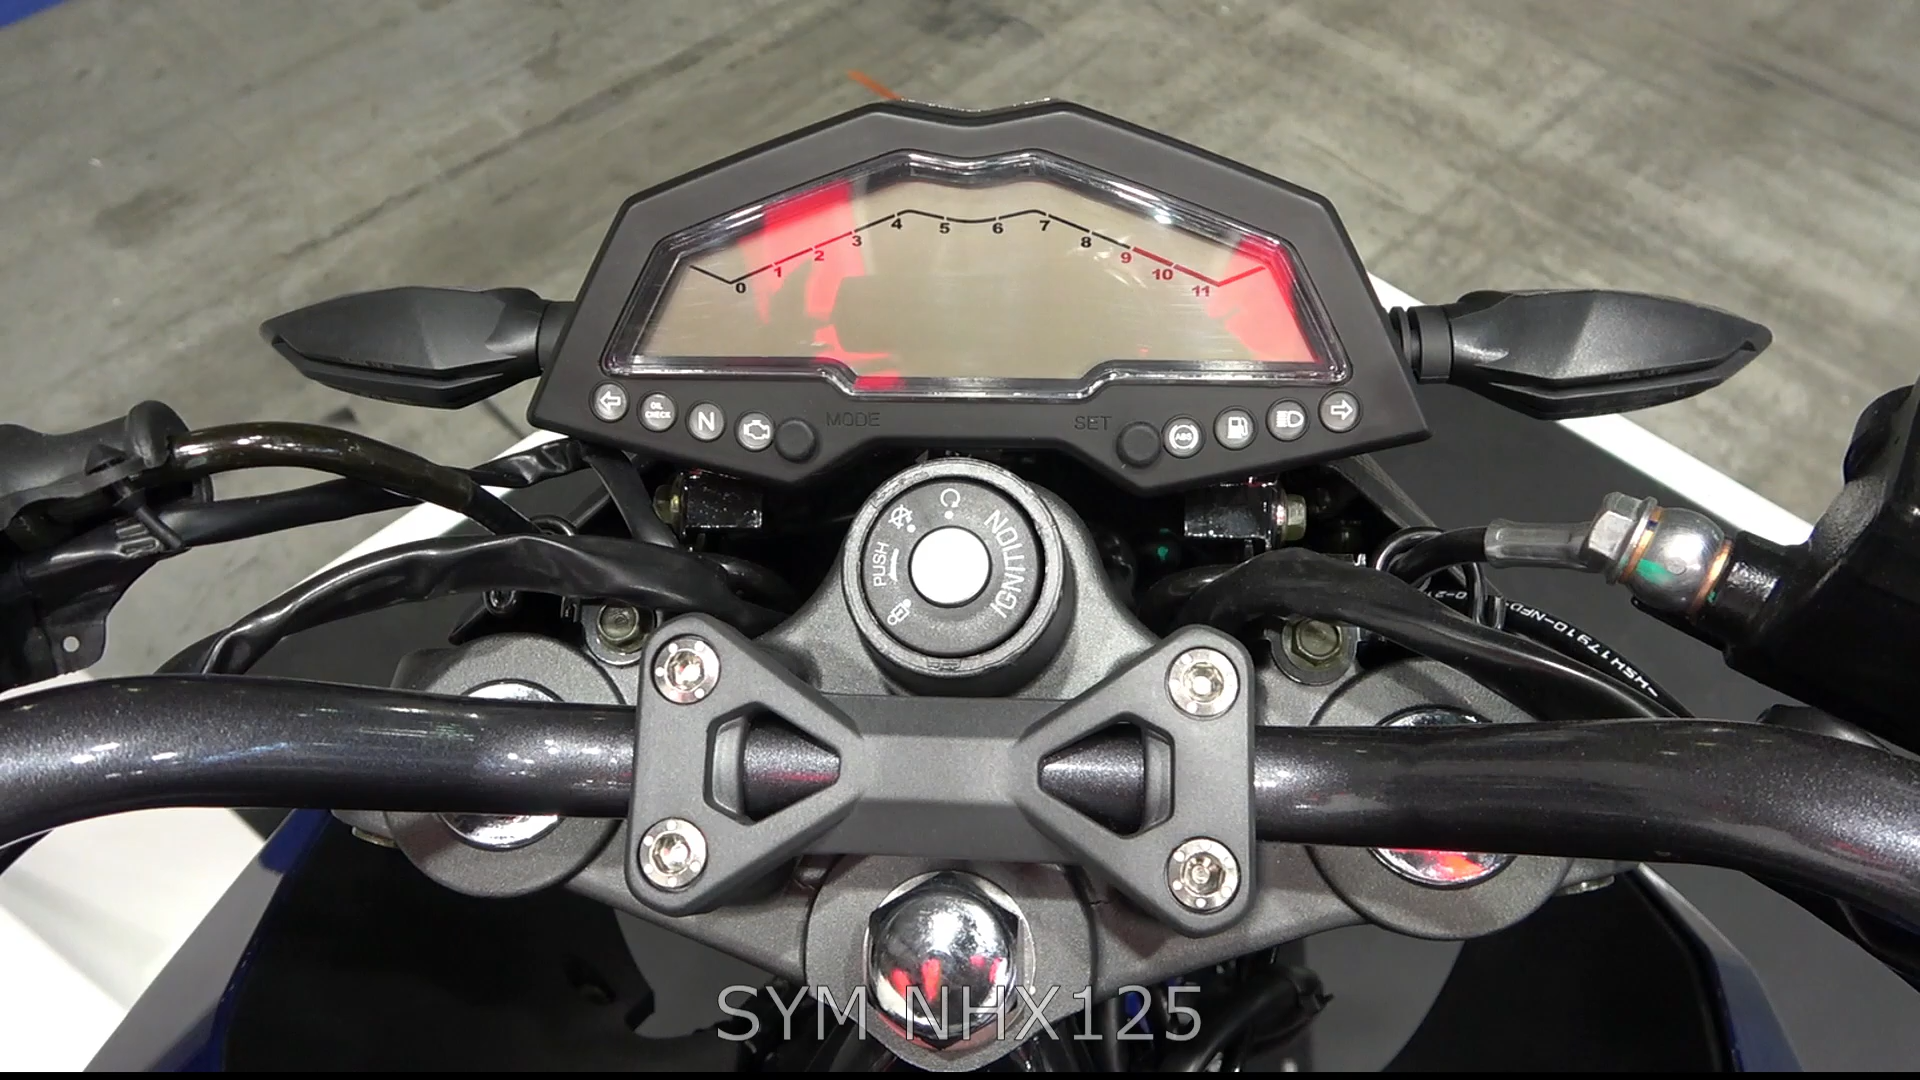 0 1 2 3 4 5 6 7 8 9 10 11
OIL
CHECK
N
MODE
SET
ABS
PUSH
IGNITION
SYM NHX125